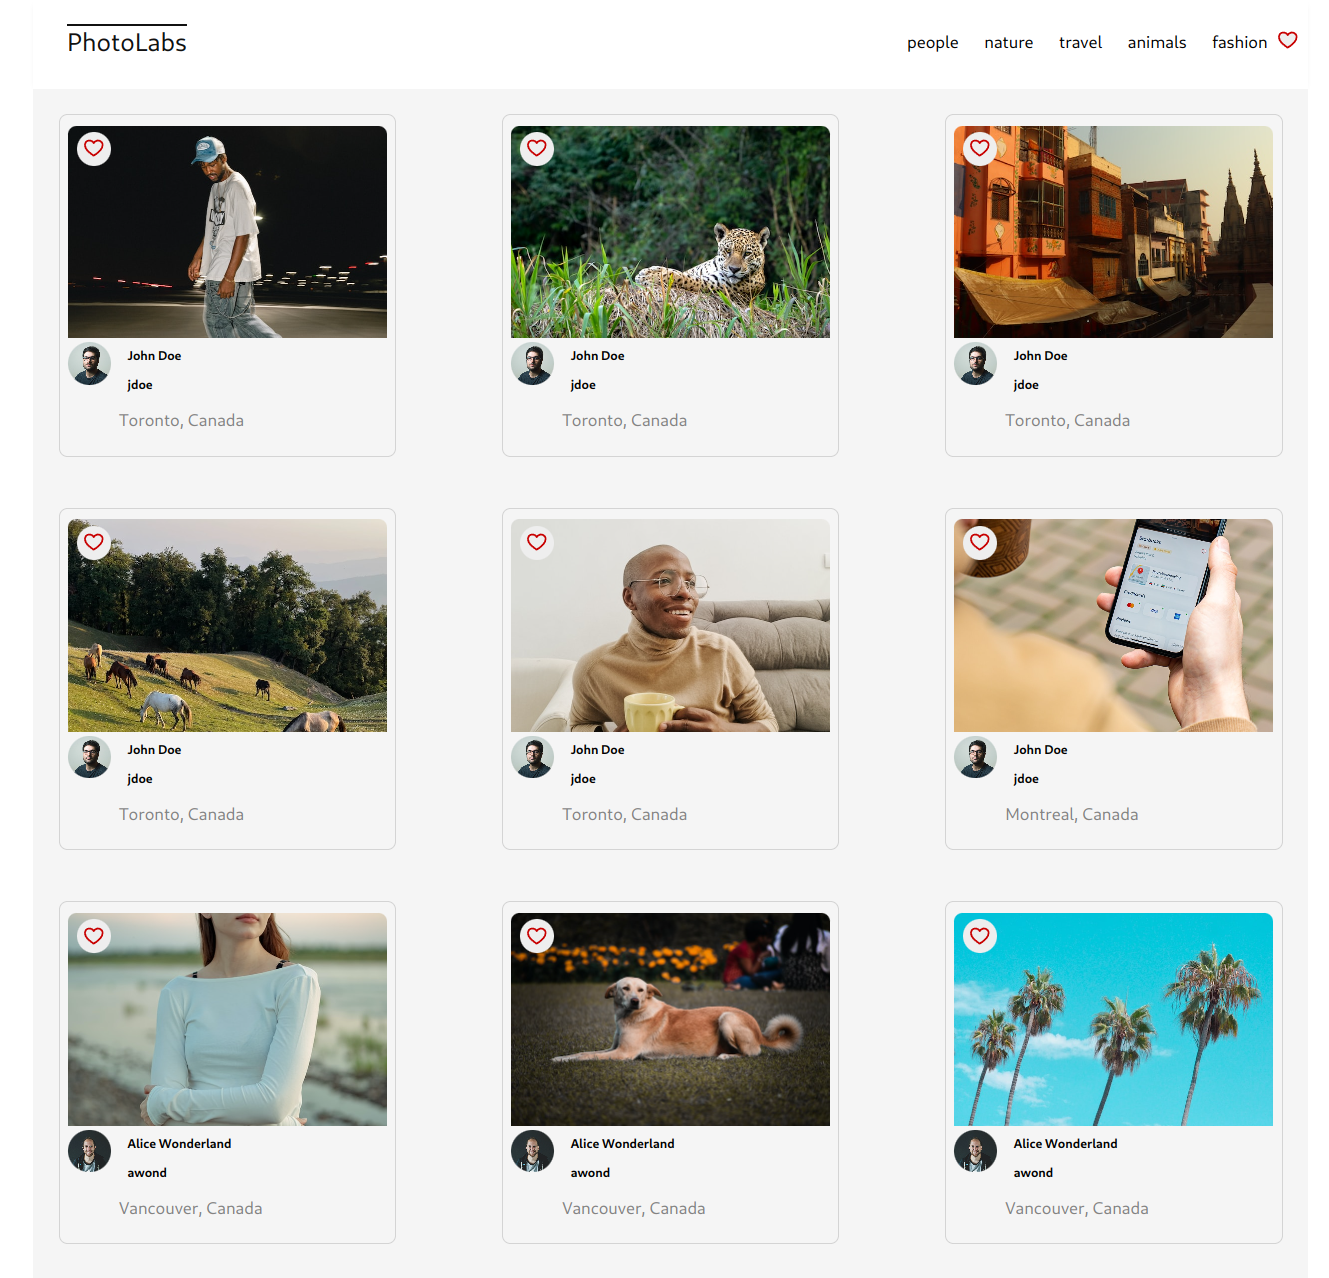 PhotoLabs
people nature travel animals fashion
John Doe
jdoe
Toronto, Canada
John Doe
jdoe
Toronto, Canada
John Doe
jdoe
Toronto, Canada
John Doe
jdoe
Toronto, Canada
John Doe
jdoe
Toronto, Canada
John Doe
jdoe
Montreal, Canada
Alice Wonderland
awond
Vancouver, Canada
Alice Wonderland
awond
Vancouver, Canada
Alice Wonderland
awond
Vancouver, Canada